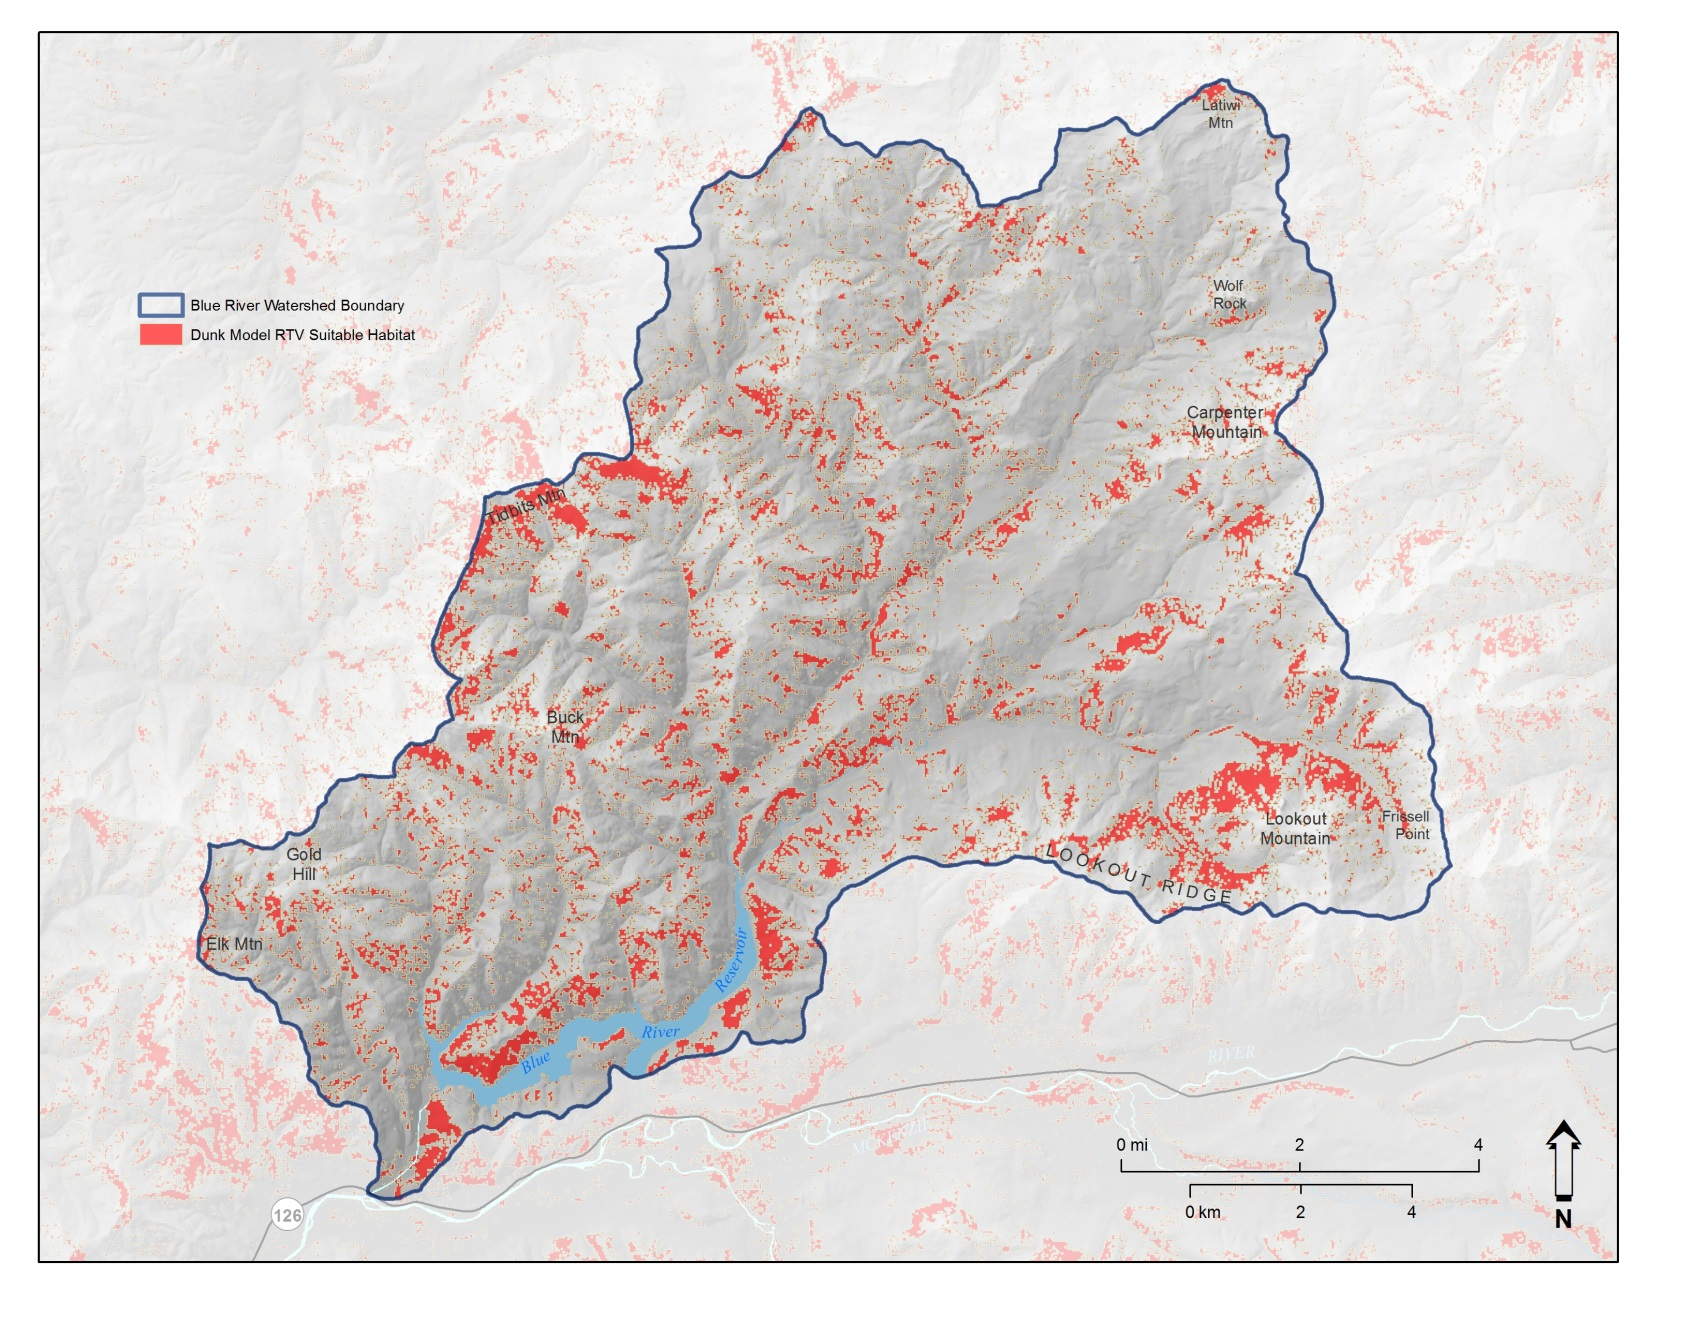 Latiwi
Mtn
Wolf
Rock
Blue River Watershed Boundary
Dunk Model RTV Suitable Habitat
Carpenter
Mountain
Tidbits Mtn
Buck
Mtn
Lookout
Mountain
Frissell
Point
Gold
Hill
LOOKOUT RIDGE
Elk Mtn
Reservoir
River
Blue
RIVER
MCKENZIE
0 mi 2 4
0 km 2 4
126
N